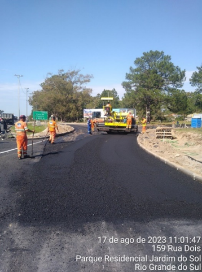 17 de ago de 2023 11:01:47
159 Rua Dois
Parque Residencial Jardim do Sol
Rio Grande do Sul